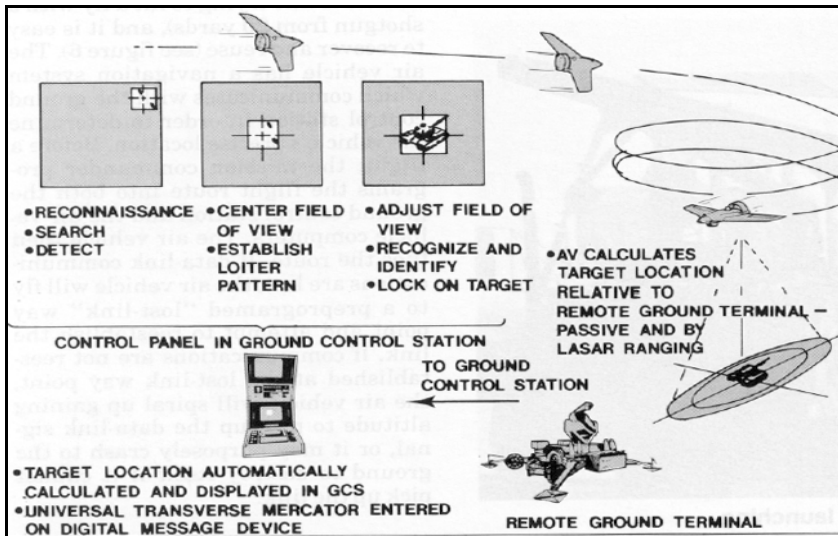 •RECONNAISSANCE
•SEARCH
•CENTER FIELD
OF VIEW
•EST.
LOITER
PATTERN
•ADJUST FIELD OF
VIEW
•RECOGNIZE AND
IDENTIFY
•LOCK ON TARGET
•AV CALCULATES
TARGET LOCATION
RELATIVE TO
REMOTE GROUND TERMINAL –
PASSIVE AND BY
LASAR RANGING
CONTROL PANEL IN GROUND CONTROL STATION
TO GROUND
CONTROL STATION
•TARGET LOCATION AUTOMATICALLY
CALCULATED AND DISPLAYED IN GCS
•UNIVERSAL TRANSVERSE MERCATOR ENTERED
ON DIGITAL MESSAGE DEVICE
REMOTE GROUND TERMINAL